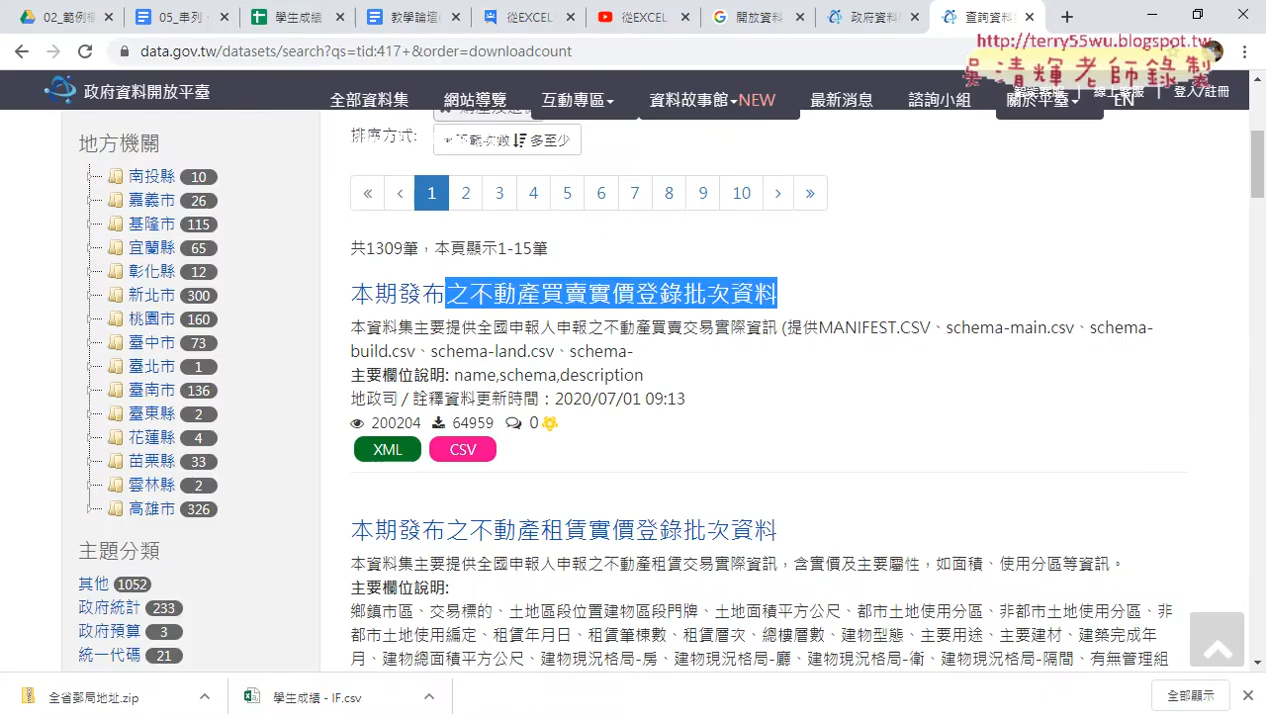 02_範例檔
05_串列、
學生成績
教學論壇
從EXCEL
從EXCEL
開放資料
政府資料
查詢資料
data.gov.tw/datasets/search?qs=tid:417+&order=downloadcount
http://terry55wu.blogspot.tw
吳清輝老師錄製
政府資料開放平臺
全部資料集
網站導覽
互動專區
資料故事館NEW
最新消息
諮詢小組
關於平臺
EN
線上客服
登入/註冊
地方機關
南投縣 10
嘉義市 26
基隆市 115
宜蘭縣 65
彰化縣 12
新北市 300
桃園市 160
臺中市 73
臺北市 1
臺南市 136
臺東縣 2
花蓮縣 4
苗栗縣 33
雲林縣 2
高雄市 326
主題分類
其他 1052
政府統計 233
政府預算 3
統一代碼 21
排序方式:
下載次數 多至少
« ‹ 1 2 3 4 5 6 7 8 9 10 › »
共1309筆，本頁顯示1-15筆
本期發布之不動產買賣實價登錄批次資料
本資料集主要提供全國申報人申報之不動產買賣交易實際資訊 (提供MANIFEST.CSV、schema-main.csv、schema-
build.csv、schema-land.csv、schema-
主要欄位說明: name,schema,description
地政司 / 詮釋資料更新時間：2020/07/01 09:13
200204 64959 0
XML CSV
本期發布之不動產租賃實價登錄批次資料
本資料集主要提供全國申報人申報之不動產租賃交易實際資訊，含實價及主要屬性，如面積、使用分區等資訊。
主要欄位說明:
鄉鎮市區、交易標的、土地區段位置建物區段門牌、土地面積平方公尺、都市土地使用分區、非都市土地使用分區、非
都市土地使用編定、租賃年月日、租賃筆棟數、租賃層次、總樓層數、建物型態、主要用途、主要建材、建築完成年
月、建物總面積平方公尺、建物現況格局-房、建物現況格局-廳、建物現況格局-衛、建物現況格局-隔間、有無管理組
全省郵局地址.zip
學生成績 - IF.csv
全部顯示